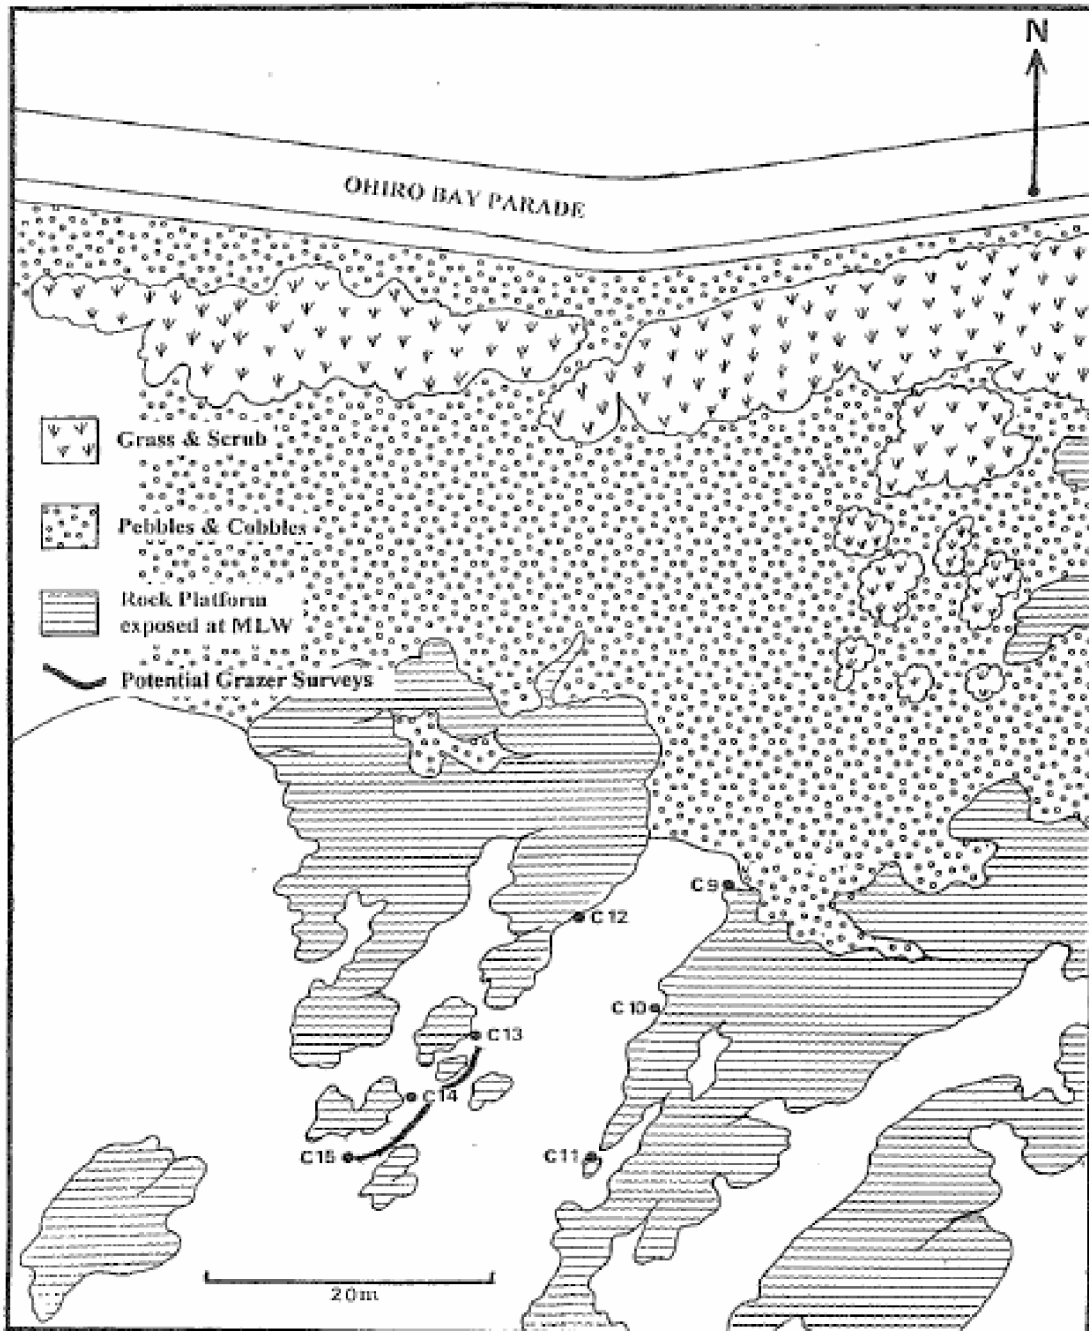 N
OHIRO BAY PARADE
Grass & Scrub
Pebbles & Cobbles
Rock Platform
exposed at MLW
Potential Grazer Surveys
C9
C12
C10
C13
C14
C15
C11
20m